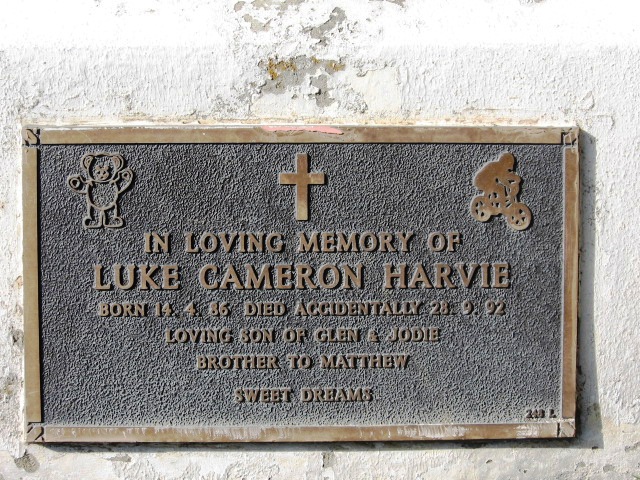 IN LOVING MEMORY OF
LUKE CAMERON HARVIE
BORN 14. 4. 86 DIED ACCIDENTALLY 28. 9. 92
LOVING SON OF GLEN & JODIE
BROTHER TO MATTHEW
SWEET DREAMS